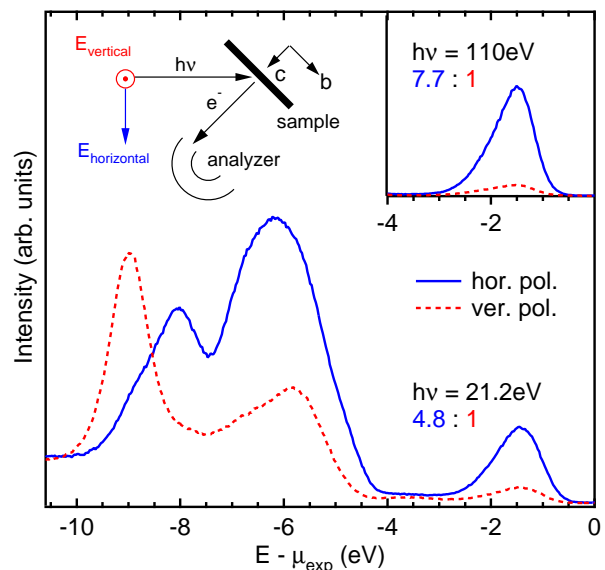 E_vertical
hν
c
b
e⁻
sample
E_horizontal
analyzer
hν = 110eV
7.7 : 1
-4 -2 0
hor. pol.
ver. pol.
hν = 21.2eV
4.8 : 1
Intensity (arb. units)
-10 -8 -6 -4 -2 0
E - μ_exp (eV)